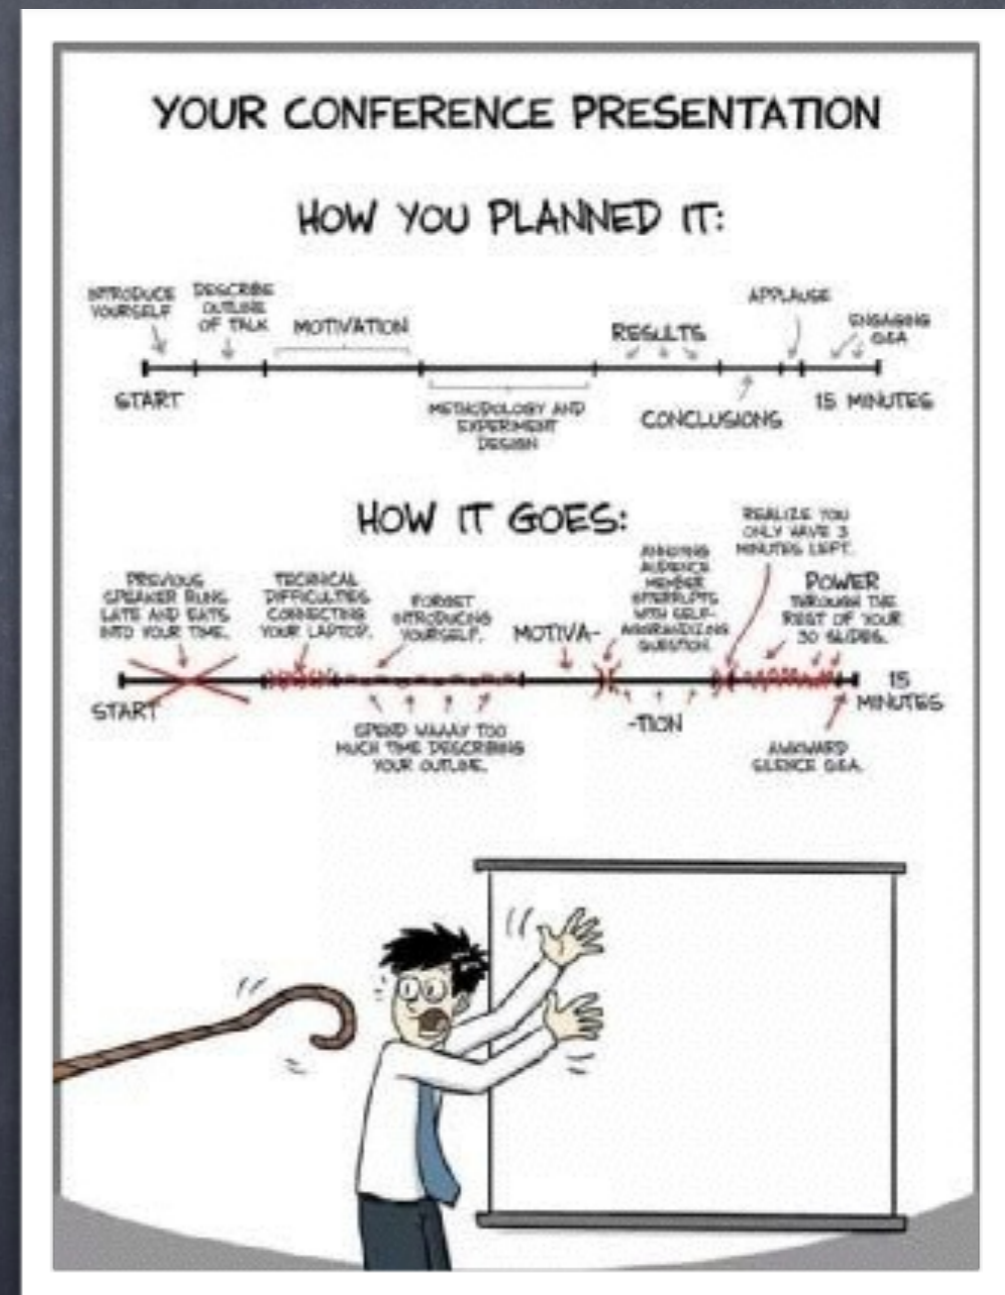 YOUR CONFERENCE PRESENTATION
HOW YOU PLANNED IT:
INTRODUCE
YOURSELF
DESCRIBE
OUTLINE
OF TALK
MOTIVATION
METHODOLOGY AND
EXPERIMENT
DESIGN
RESULTS
CONCLUSIONS
APPLAUSE
ENGAGING
Q&A
START
15 MINUTES
HOW IT GOES:
PREVIOUS
SPEAKER RUNS
LATE AND EATS
INTO YOUR TIME.
TECHNICAL
DIFFICULTIES
CONNECTING
YOUR LAPTOP.
FORGET
INTRODUCING
YOURSELF.
SPEND WAAAY TOO
MUCH TIME DESCRIBING
YOUR OUTLINE.
MOTIVA-
ANNOYING
AUDIENCE
MEMBER
INTERRUPTS
WITH SELF-
AGGRANDIZING
QUESTION.
-TION
REALIZE YOU
ONLY HAVE 3
MINUTES LEFT.
POWER
THROUGH THE
REST OF YOUR
30 SLIDES.
AWKWARD
SILENCE Q&A.
START
15
MINUTES